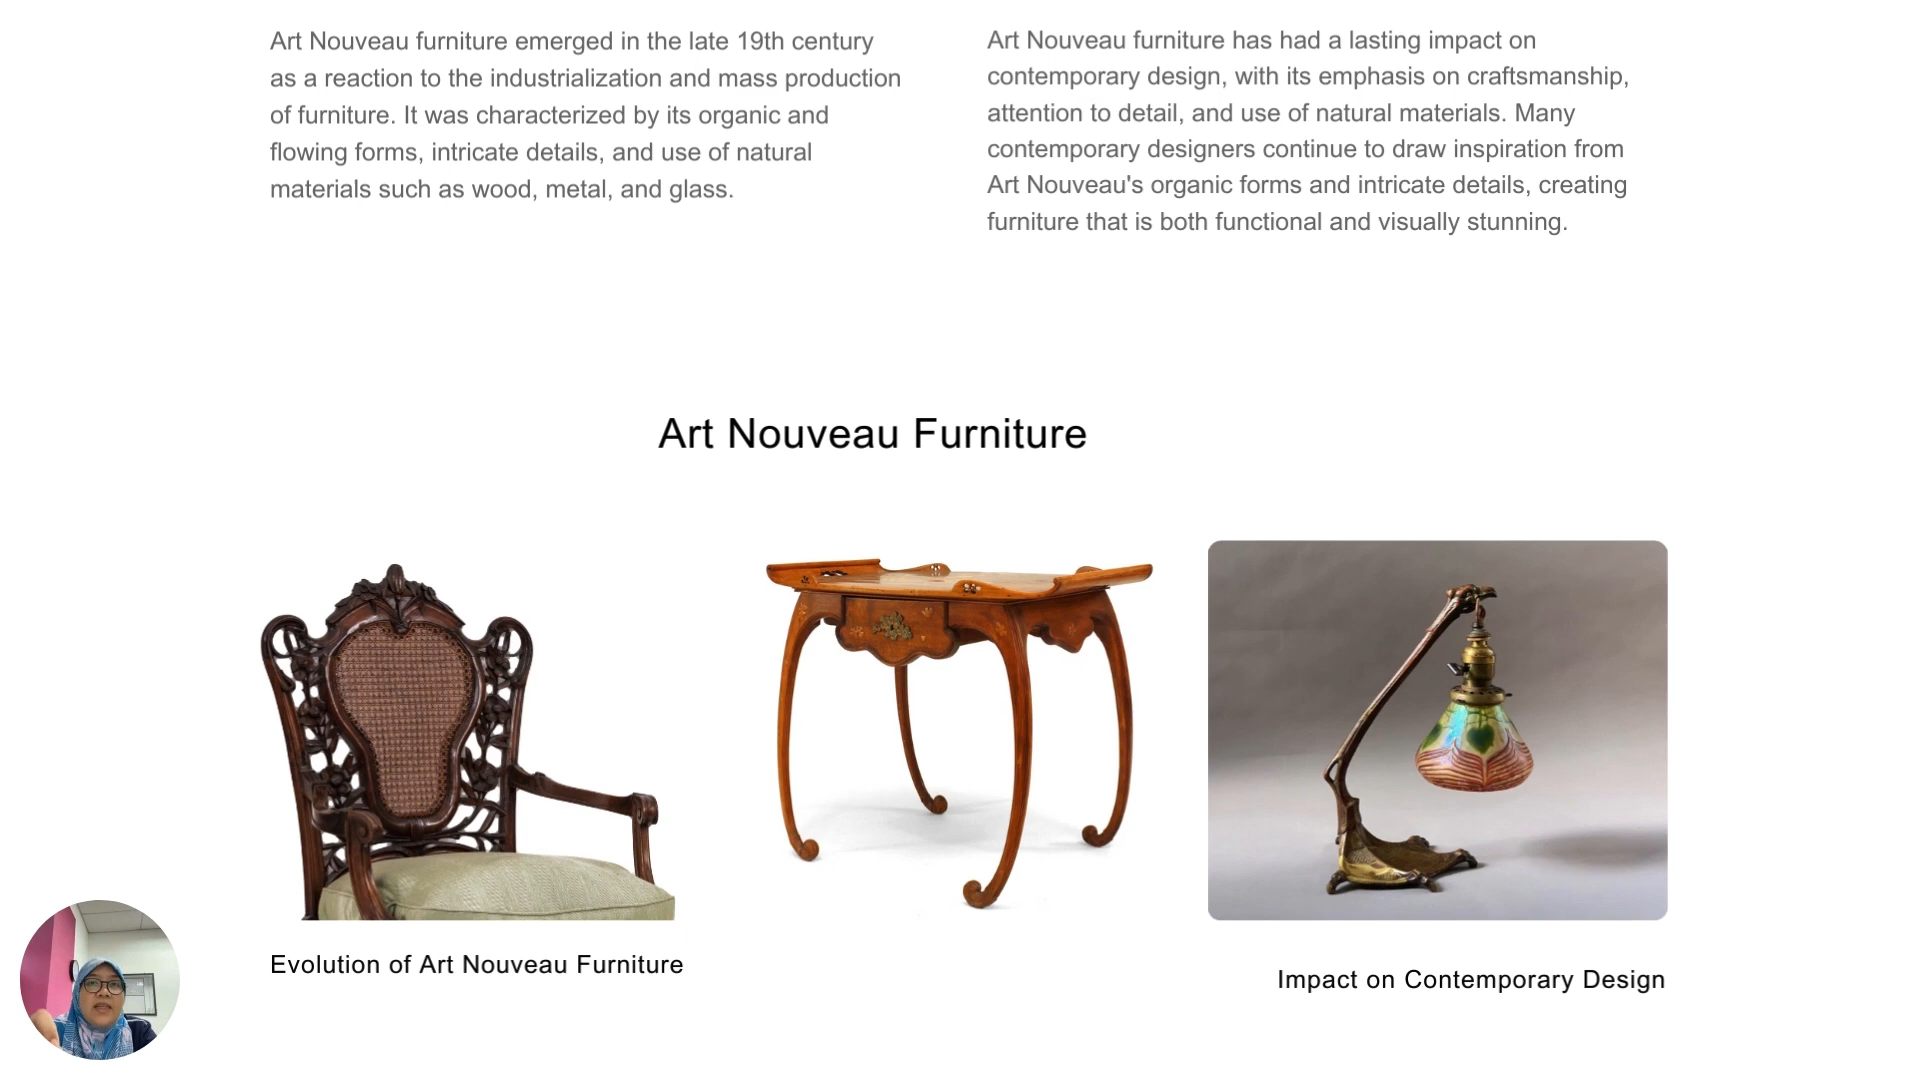 Art Nouveau furniture emerged in the late 19th century
as a reaction to the industrialization and mass production
of furniture. It was characterized by its organic and
flowing forms, intricate details, and use of natural
materials such as wood, metal, and glass.
Art Nouveau furniture has had a lasting impact on
contemporary design, with its emphasis on craftsmanship,
attention to detail, and use of natural materials. Many
contemporary designers continue to draw inspiration from
Art Nouveau's organic forms and intricate details, creating
furniture that is both functional and visually stunning.
Art Nouveau Furniture
Evolution of Art Nouveau Furniture
Impact on Contemporary Design